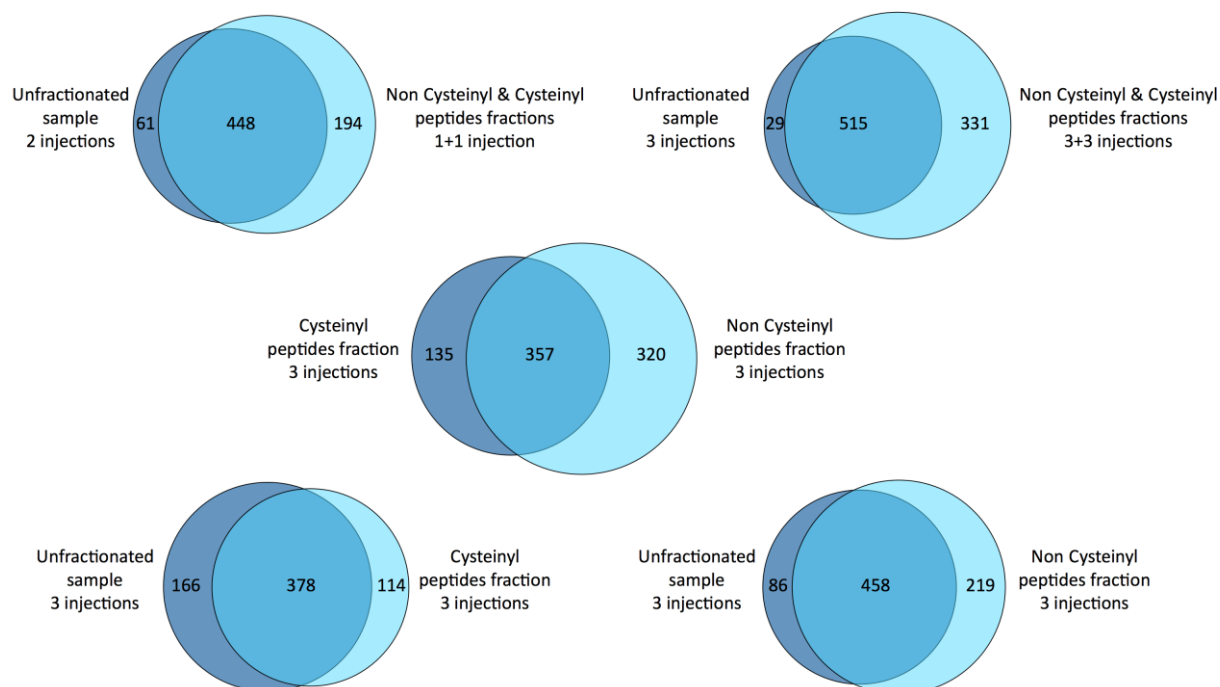 Unfractionated
sample
2 injections
61
448
194
Non Cysteinyl & Cysteinyl
peptides fractions
1+1 injection
Unfractionated
sample
3 injections
29
515
331
Non Cysteinyl & Cysteinyl
peptides fractions
3+3 injections
Cysteinyl
peptides fraction
3 injections
135
357
320
Non Cysteinyl
peptides fraction
3 injections
Unfractionated
sample
3 injections
166
378
114
Cysteinyl
peptides fraction
3 injections
Unfractionated
sample
3 injections
86
458
219
Non Cysteinyl
peptides fraction
3 injections